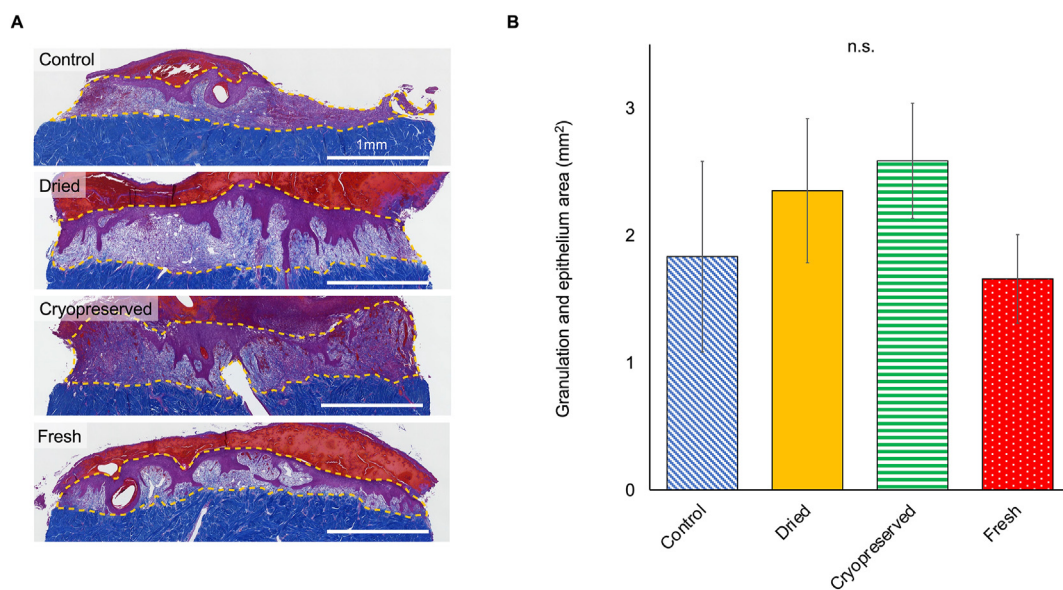 A
Control
1mm
Dried
Cryopreserved
Fresh
B
n.s.
Granulation and epithelium area (mm²)
3
2
1
0
Control
Dried
Cryopreserved
Fresh